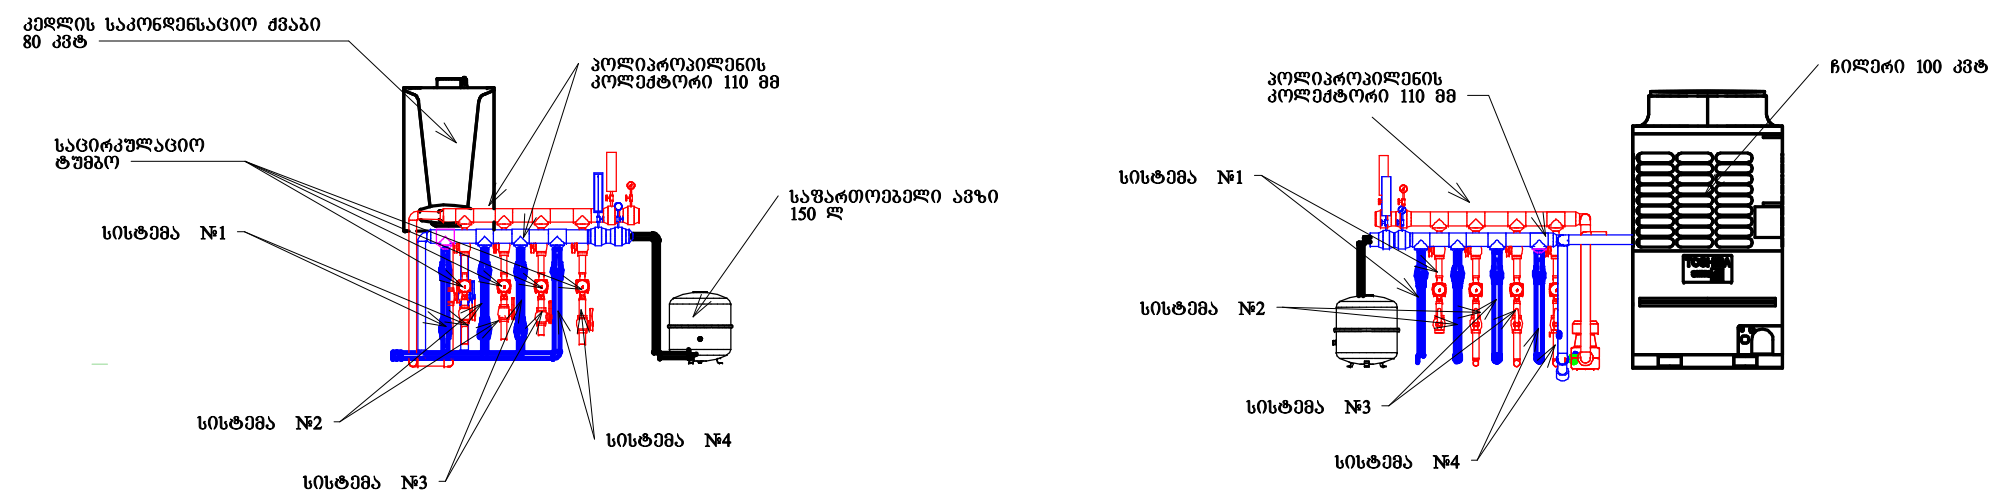 კედლის საკონდენსაციო ქვაბი
80 კვტ
პოლიპროპილენის
კოლექტორი 110 მმ
საცირკულაციო
ტუმბო
სისტემა №1
საფართოებელი ავზი
150 ლ
სისტემა №2
სისტემა №3
სისტემა №4
პოლიპროპილენის
კოლექტორი 110 მმ
ჩილერი 100 კვტ
სისტემა №1
სისტემა №2
სისტემა №3
სისტემა №4